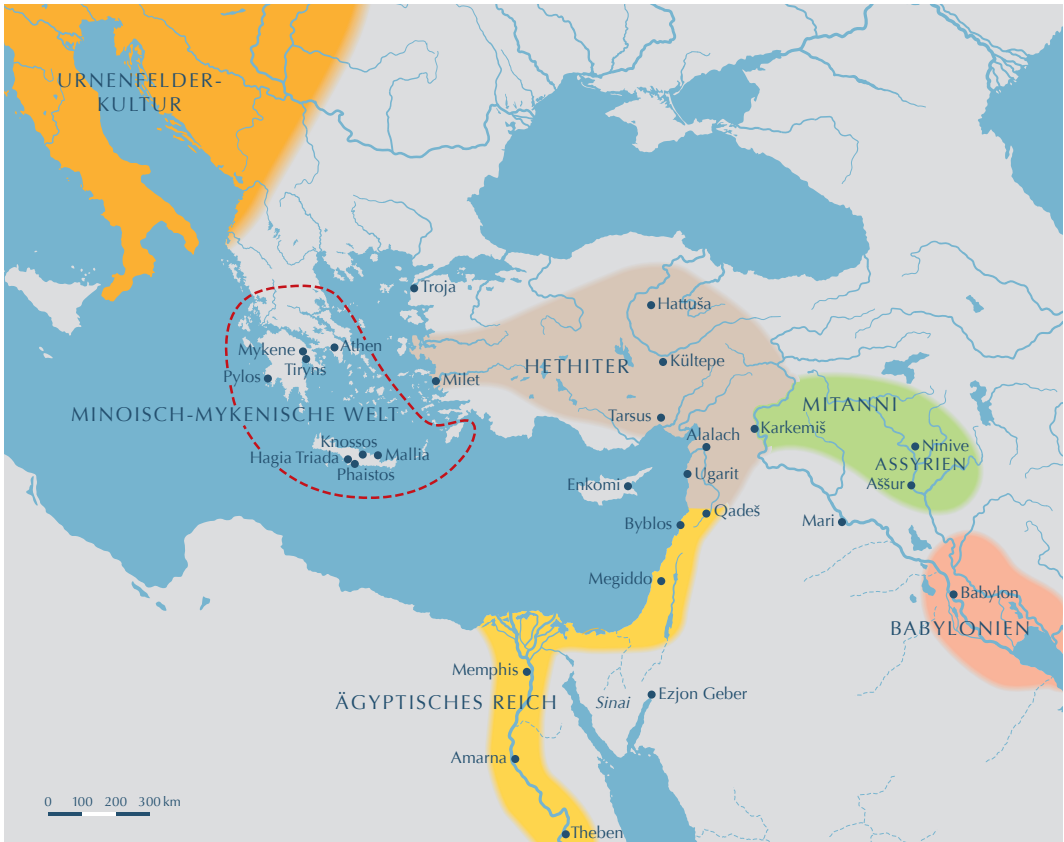 URNENFELDER-
KULTUR
Troja
Hattuša
Mykene
Athen
Tiryns
Pylos
Milet
HETHITER
Kültepe
MINOISCH-MYKENISCHE WELT
Tarsus
MITANNI
Karkemiš
Alalach
Knossos
Mallia
Hagia Triada
Phaistos
Ninive
ASSYRIEN
Aššur
Enkomi
Ugarit
Qadeš
Byblos
Mari
Megiddo
Babylon
BABYLONIEN
Memphis
ÄGYPTISCHES REICH
Sinai
Ezjon Geber
Amarna
0 100 200 300 km
Theben